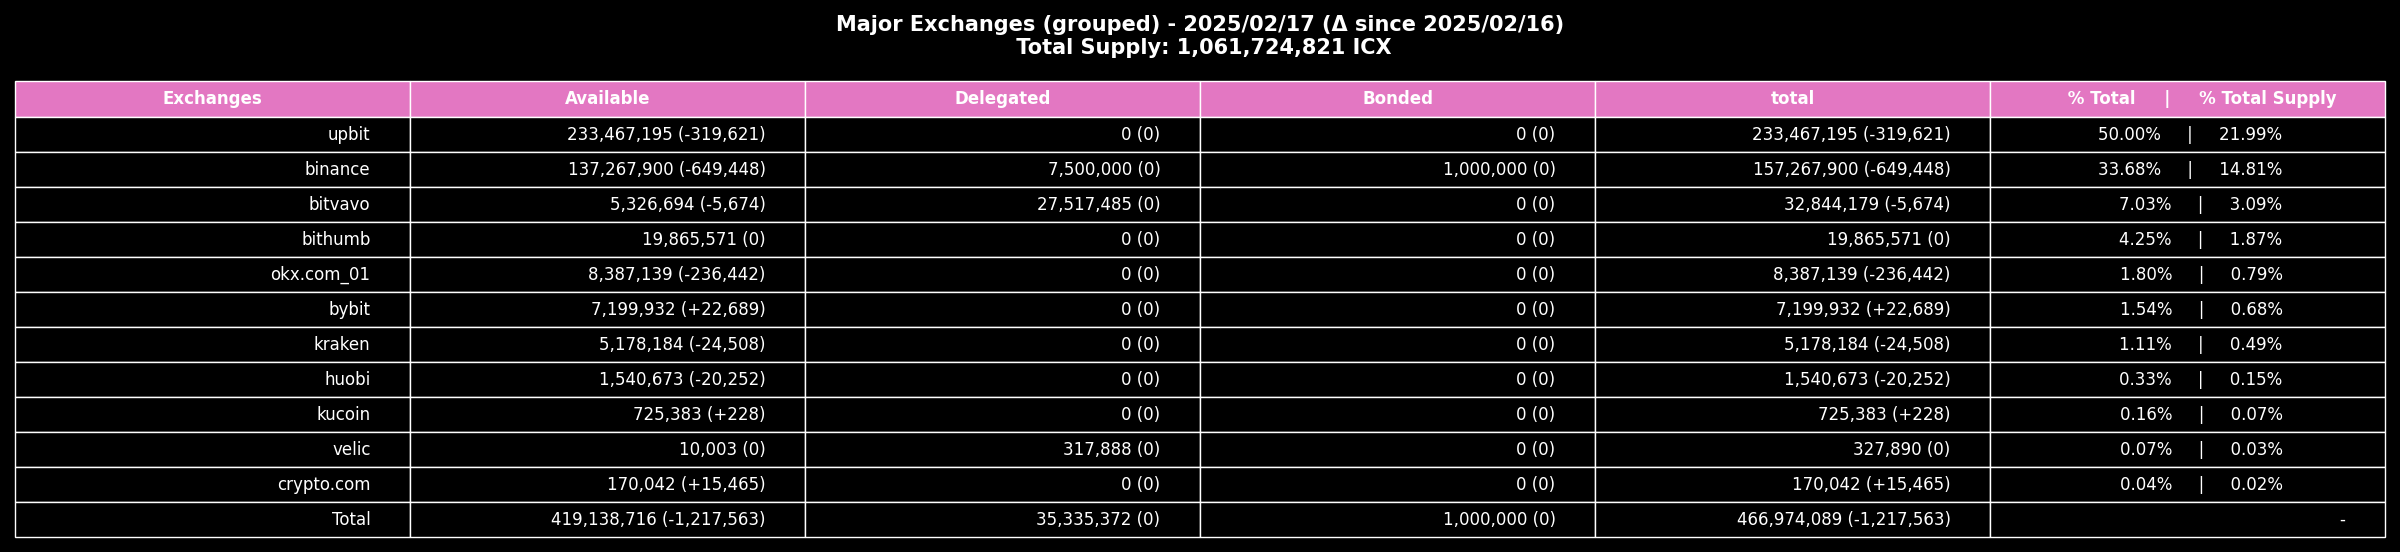 Major Exchanges (grouped) - 2025/02/17 (Δ since 2025/02/16)
Total Supply: 1,061,724,821 ICX
Exchanges Available Delegated Bonded total % Total | % Total Supply
upbit 233,467,195 (-319,621) 0 (0) 0 (0) 233,467,195 (-319,621) 50.00% | 21.99%
binance 137,267,900 (-649,448) 7,500,000 (0) 1,000,000 (0) 157,267,900 (-649,448) 33.68% | 14.81%
bitvavo 5,326,694 (-5,674) 27,517,485 (0) 0 (0) 32,844,179 (-5,674) 7.03% | 3.09%
bithumb 19,865,571 (0) 0 (0) 0 (0) 19,865,571 (0) 4.25% | 1.87%
okx.com_01 8,387,139 (-236,442) 0 (0) 0 (0) 8,387,139 (-236,442) 1.80% | 0.79%
bybit 7,199,932 (+22,689) 0 (0) 0 (0) 7,199,932 (+22,689) 1.54% | 0.68%
kraken 5,178,184 (-24,508) 0 (0) 0 (0) 5,178,184 (-24,508) 1.11% | 0.49%
huobi 1,540,673 (-20,252) 0 (0) 0 (0) 1,540,673 (-20,252) 0.33% | 0.15%
kucoin 725,383 (+228) 0 (0) 0 (0) 725,383 (+228) 0.16% | 0.07%
velic 10,003 (0) 317,888 (0) 0 (0) 327,890 (0) 0.07% | 0.03%
crypto.com 170,042 (+15,465) 0 (0) 0 (0) 170,042 (+15,465) 0.04% | 0.02%
Total 419,138,716 (-1,217,563) 35,335,372 (0) 1,000,000 (0) 466,974,089 (-1,217,563) -